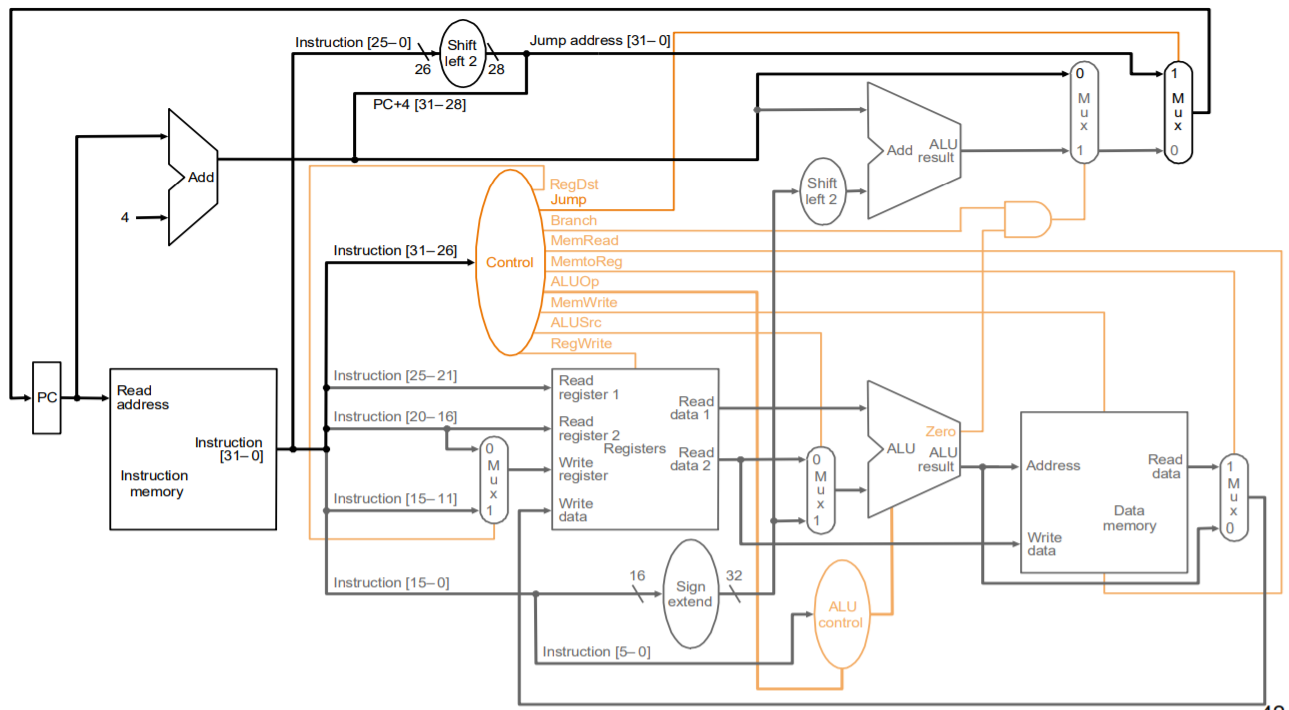 Instruction [25–0]
26
Shift
left 2
28
Jump address [31–0]
PC+4 [31–28]
Add
4
0
M
u
x
1
1
M
u
x
0
Add
ALU
result
Shift
left 2
RegDst
Jump
Branch
MemRead
MemtoReg
ALUOp
MemWrite
ALUSrc
RegWrite
Control
Instruction [31–26]
PC
Read
address
Instruction
[31–0]
Instruction
memory
Instruction [25–21]
Instruction [20–16]
Instruction [15–11]
Instruction [15–0]
Instruction [5–0]
0
M
u
x
1
Read
register 1
Read
register 2
Write
register
Write
data
Registers
Read
data 1
Read
data 2
0
M
u
x
1
Zero
ALU
ALU
result
Address
Write
data
Read
data
Data
memory
1
M
u
x
0
16
Sign
extend
32
ALU
control